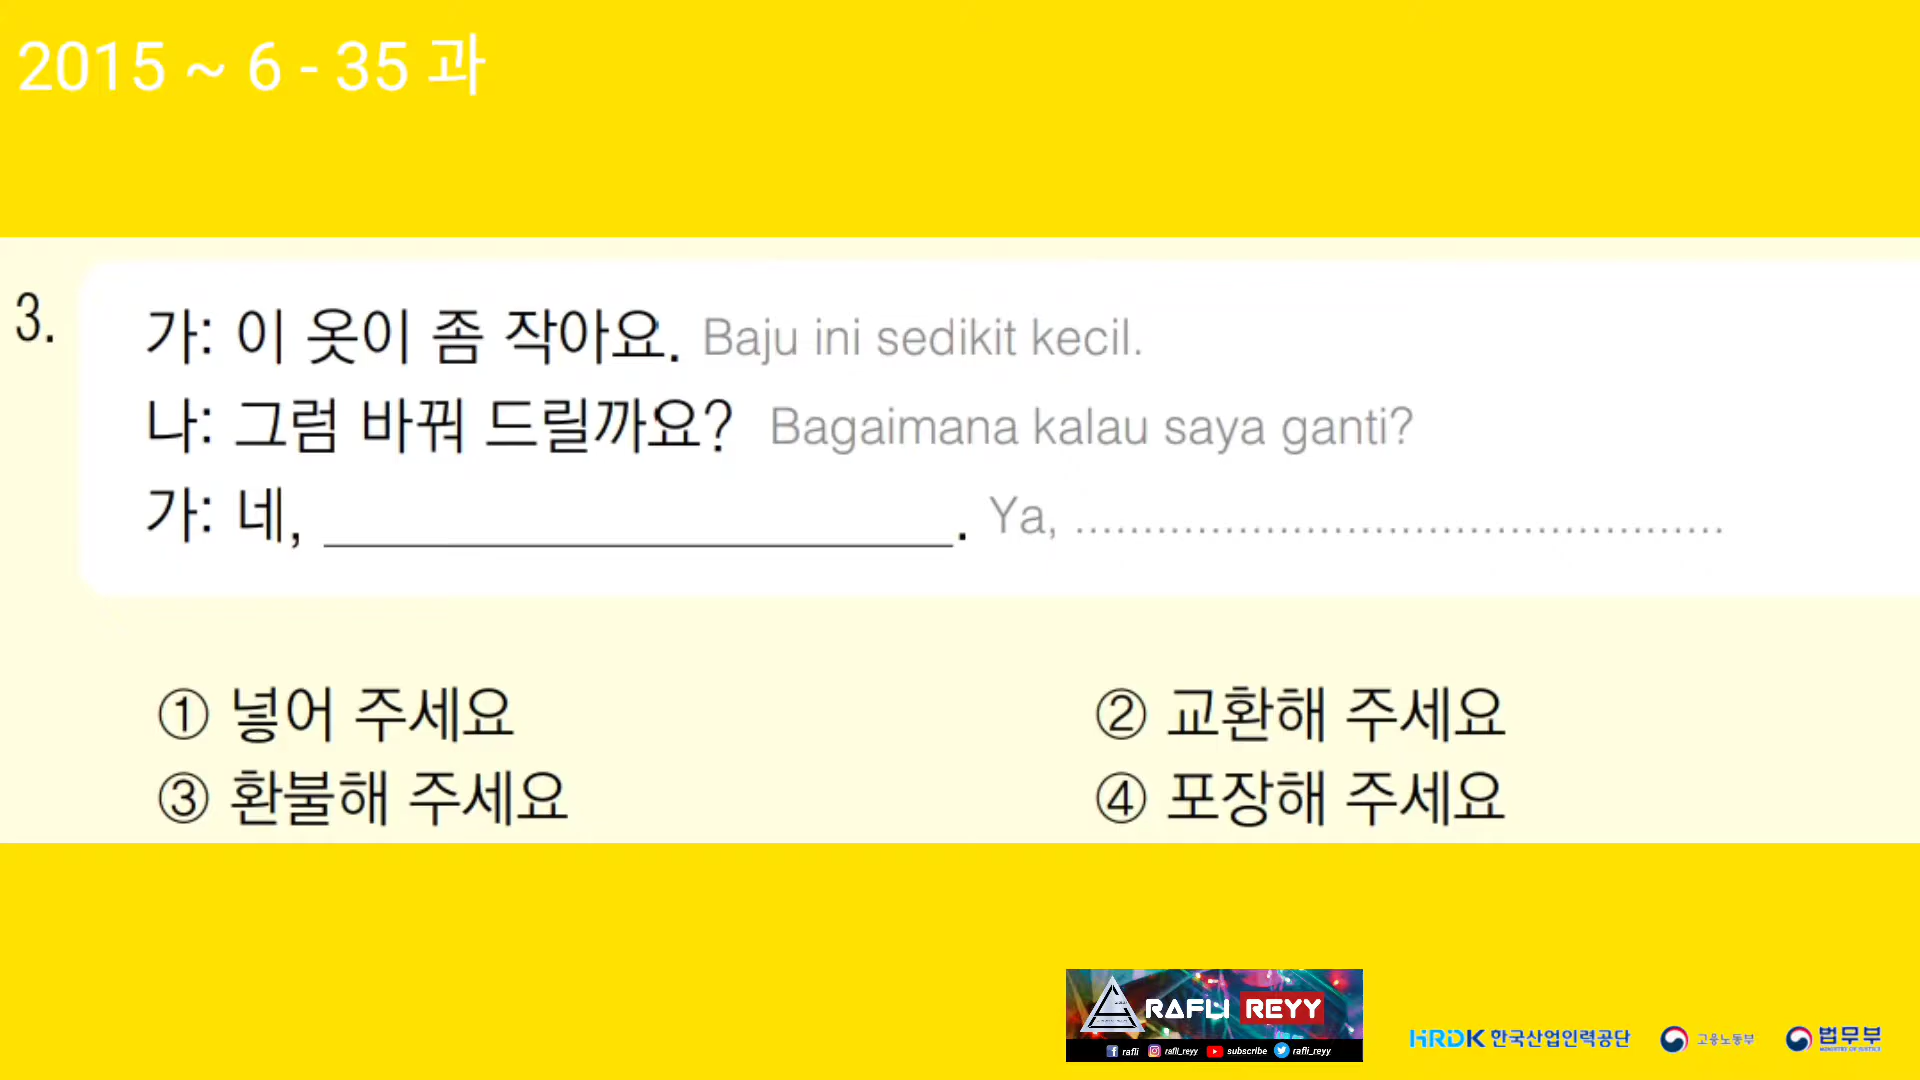 2015 ~ 6 - 35 과
3.
가: 이 옷이 좀 작아요. Baju ini sedikit kecil.
나: 그럼 바꿔 드릴까요? Bagaimana kalau saya ganti?
가: 네, ____________________. Ya, ................................................
① 넣어 주세요 ② 교환해 주세요
③ 환불해 주세요 ④ 포장해 주세요
RAFLI REYY
rafli rafli_reyy subscribe rafli_reyy
HRDK 한국산업인력공단 고용노동부 법무부
MINISTRY OF JUSTICE